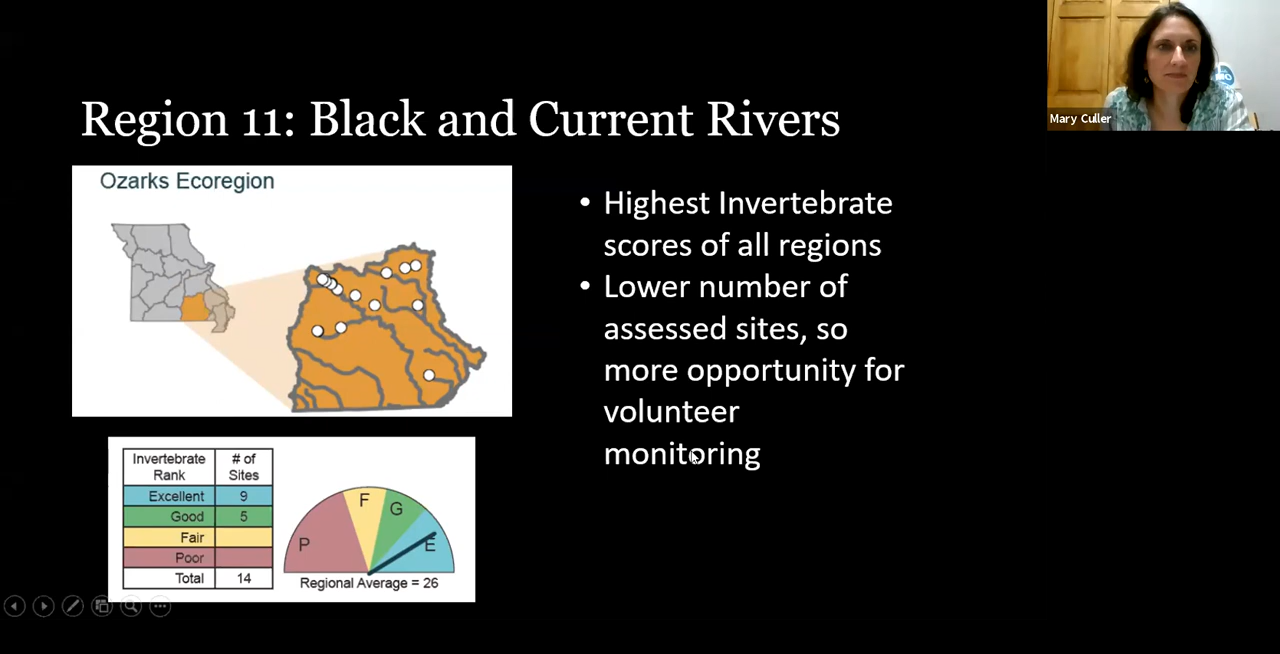 Region 11: Black and Current Rivers
Mary Culler
Ozarks Ecoregion
• Highest Invertebrate
scores of all regions
• Lower number of
assessed sites, so
more opportunity for
volunteer
monitoring
Invertebrate Rank # of Sites
Excellent 9
Good 5
Fair
Poor
Total 14
P F G E
Regional Average = 26
MO